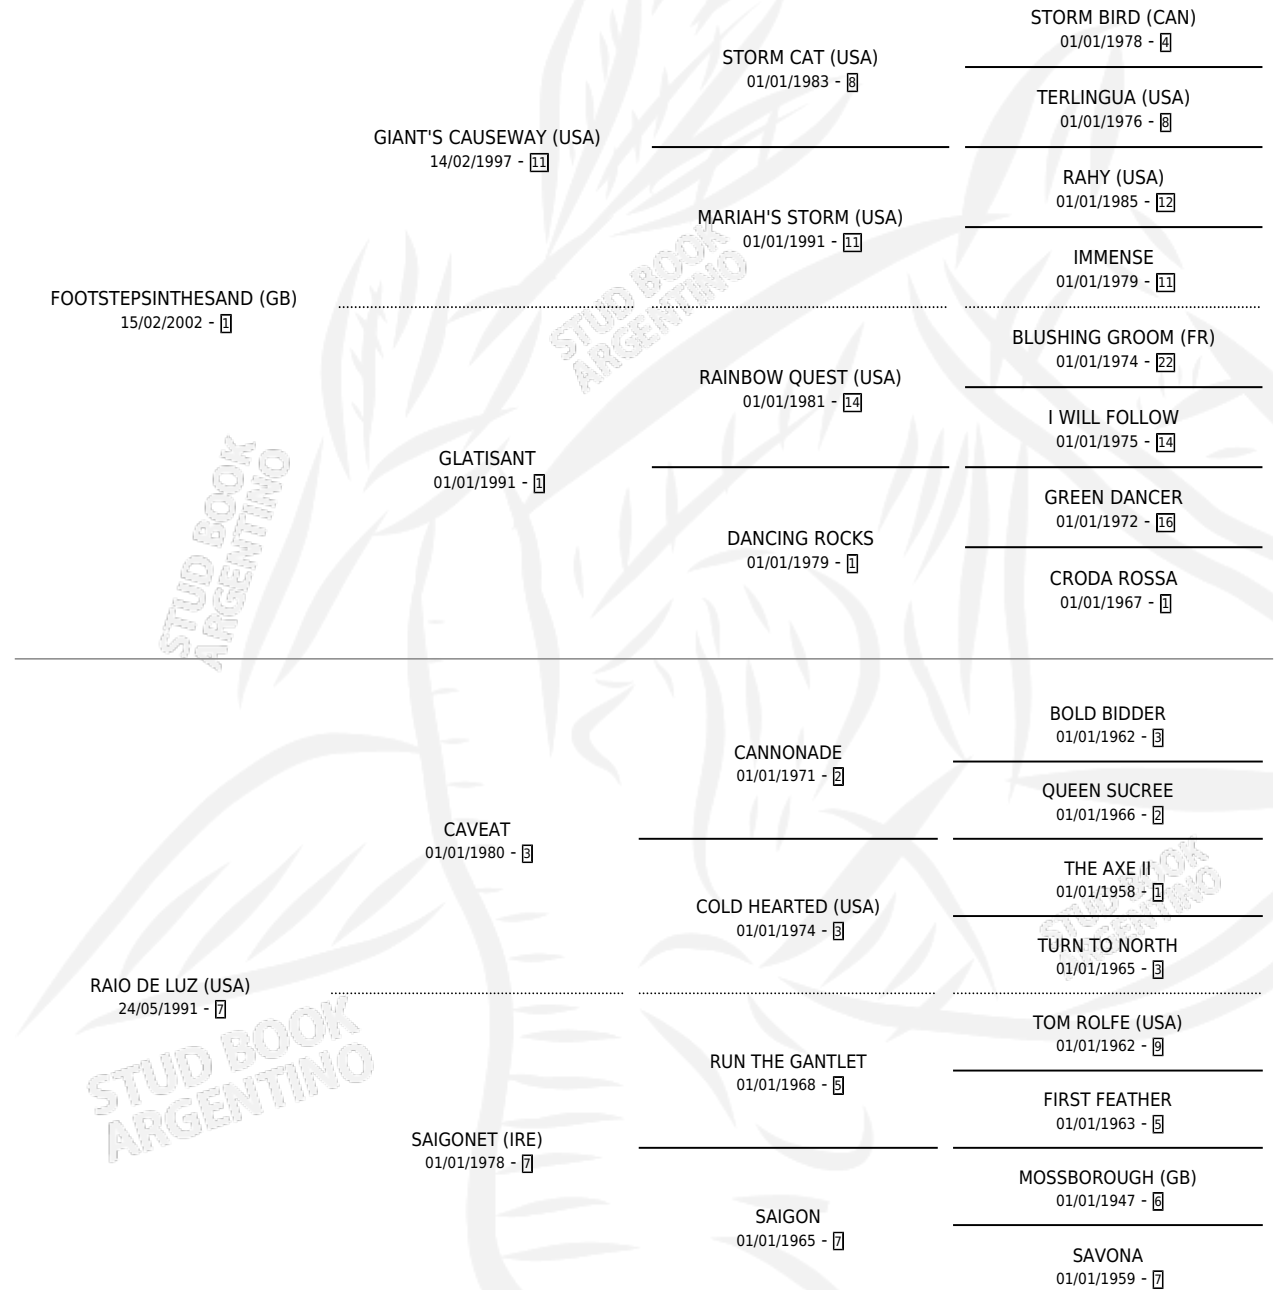 STORM BIRD (CAN)
01/01/1978 - 4
STORM CAT (USA)
01/01/1983 - 8
TERLINGUA (USA)
01/01/1976 - 8
GIANT'S CAUSEWAY (USA)
14/02/1997 - 11
RAHY (USA)
01/01/1985 - 12
MARIAH'S STORM (USA)
01/01/1991 - 11
IMMENSE
01/01/1979 - 11
FOOTSTEPSINTHESAND (GB)
15/02/2002 - 1
BLUSHING GROOM (FR)
01/01/1974 - 22
RAINBOW QUEST (USA)
01/01/1981 - 14
I WILL FOLLOW
01/01/1975 - 14
GLATISANT
01/01/1991 - 1
GREEN DANCER
01/01/1972 - 16
DANCING ROCKS
01/01/1979 - 1
CRODA ROSSA
01/01/1967 - 1
BOLD BIDDER
01/01/1962 - 3
CANNONADE
01/01/1971 - 2
QUEEN SUCREE
01/01/1966 - 2
CAVEAT
01/01/1980 - 3
THE AXE II
01/01/1958 - 1
COLD HEARTED (USA)
01/01/1974 - 3
TURN TO NORTH
01/01/1965 - 3
RAIO DE LUZ (USA)
24/05/1991 - 7
TOM ROLFE (USA)
01/01/1962 - 9
RUN THE GANTLET
01/01/1968 - 5
FIRST FEATHER
01/01/1963 - 5
SAIGONET (IRE)
01/01/1978 - 7
MOSSBOROUGH (GB)
01/01/1947 - 6
SAIGON
01/01/1965 - 7
SAVONA
01/01/1959 - 7
STUD BOOK
ARGENTINO
STUD BOOK
ARGENTINO
STUD BOOK
ARGENTINO
STUD BOOK
ARGENTINO